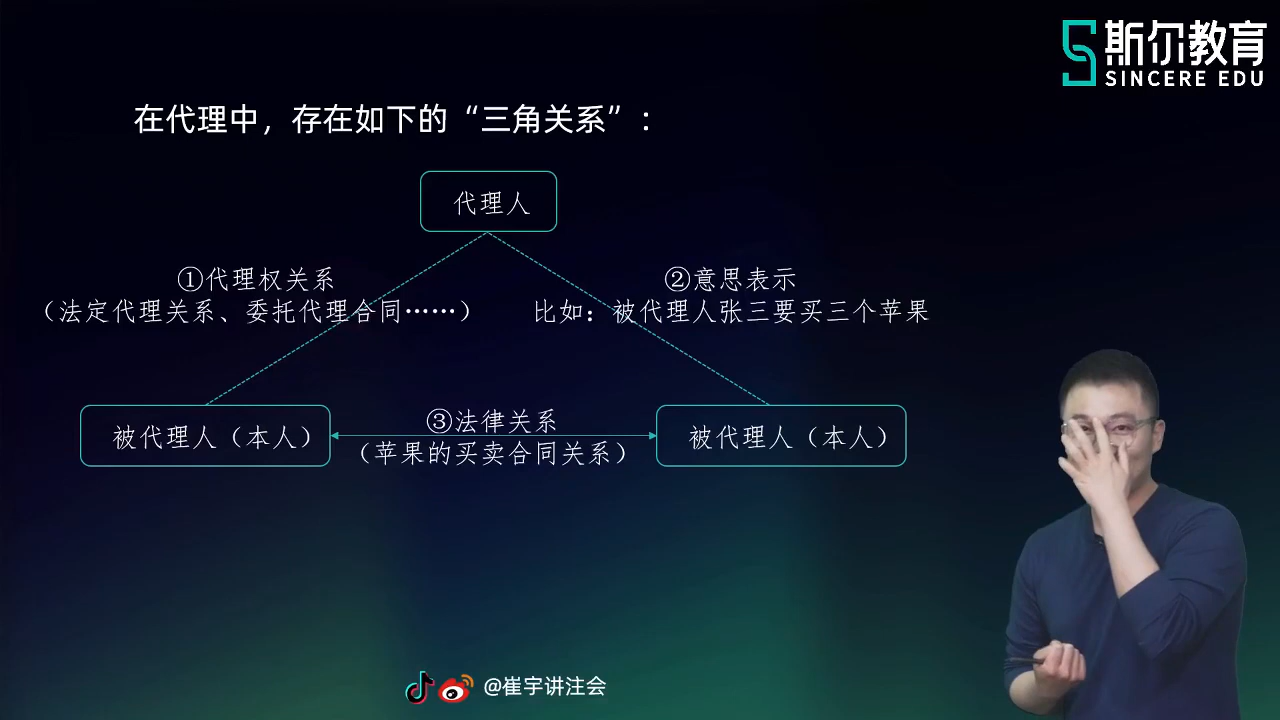 斯尔教育
SINCERE EDU
在代理中，存在如下的“三角关系”：
代理人
①代理权关系
（法定代理关系、委托代理合同……）
②意思表示
比如：被代理人张三要买三个苹果
被代理人（本人）
③法律关系
（苹果的买卖合同关系）
被代理人（本人）
@崔宇讲注会